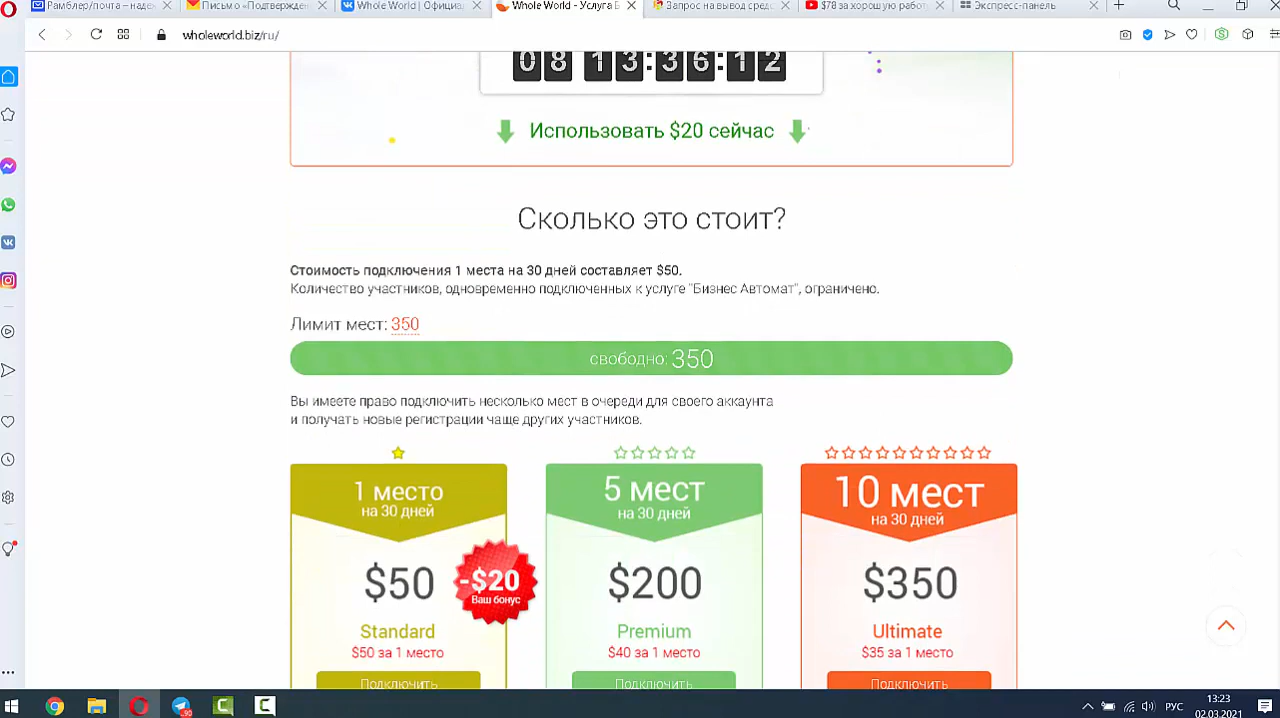 Рамблер/почта – надежн
Письмо «Подтвержден
Whole World | Официал
Whole World - Услуга Б
Запрос на вывод средс
$78 за хорошую работ
Экспресс-панель
wholeworld.biz/ru/
08 13:36:12
Использовать $20 сейчас
Сколько это стоит?
Стоимость подключения 1 места на 30 дней составляет $50.
Количество участников, одновременно подключенных к услуге "Бизнес Автомат", ограничено.
Лимит мест: 350
свободно: 350
Вы имеете право подключить несколько мест в очереди для своего аккаунта
и получать новые регистрации чаще других участников.
1 место
на 30 дней
$50
-$20
Ваш бонус
Standard
$50 за 1 место
Подключить
5 мест
на 30 дней
$200
Premium
$40 за 1 место
Подключить
10 мест
на 30 дней
$350
Ultimate
$35 за 1 место
Подключить
90
РУС
13:23
02.03.2021